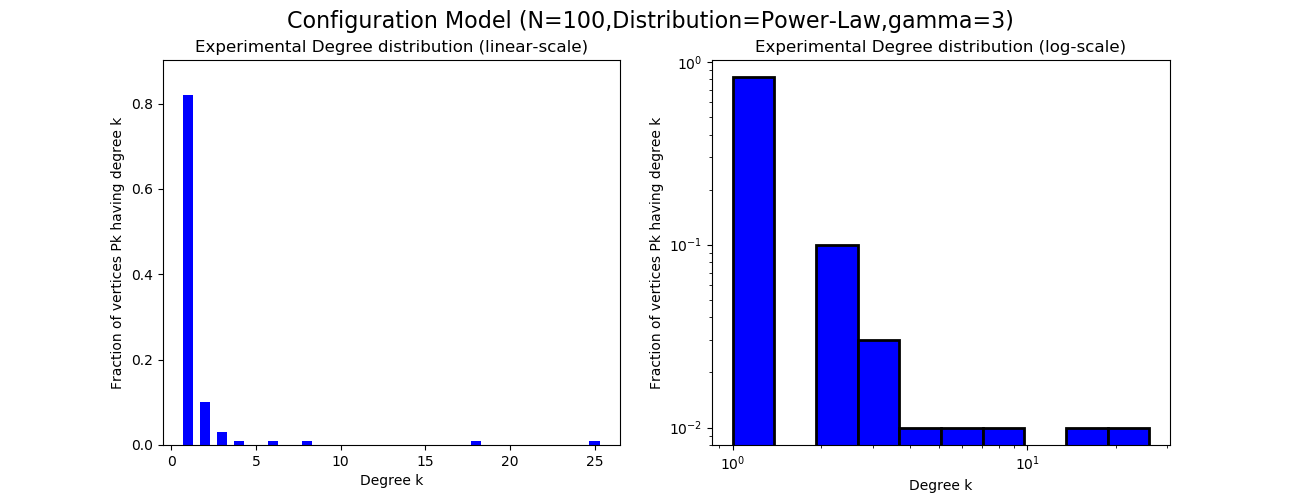 Configuration Model (N=100,Distribution=Power-Law,gamma=3)
Experimental Degree distribution (linear-scale)
Fraction of vertices Pk having degree k
0.8
0.6
0.4
0.2
0.0
0 5 10 15 20 25
Degree k
Experimental Degree distribution (log-scale)
Fraction of vertices Pk having degree k
10⁰
10⁻¹
10⁻²
10⁰ 10¹
Degree k